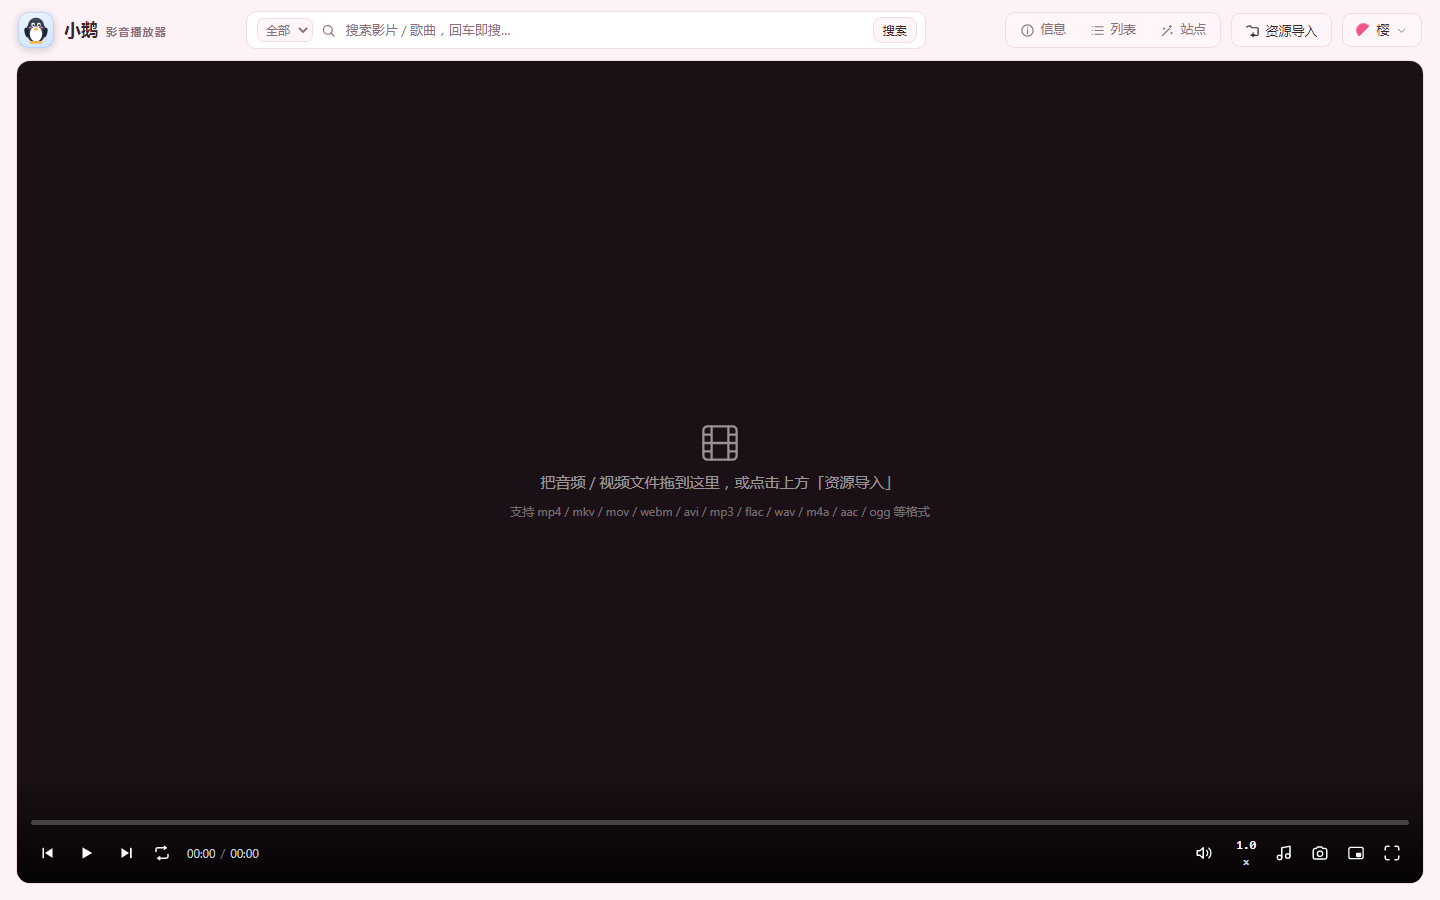 小鹅 影音播放器
全部
搜索影片 / 歌曲，回车即搜...
搜索
信息
列表
站点
资源导入
樱
把音频 / 视频文件拖到这里，或点击上方「资源导入」
支持 mp4 / mkv / mov / webm / avi / mp3 / flac / wav / m4a / aac / ogg 等格式
00:00 / 00:00
1.0
x